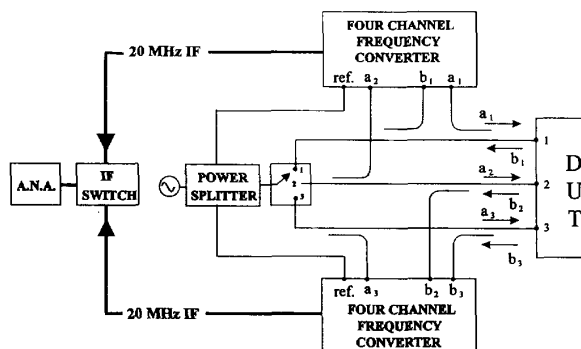 FOUR CHANNEL
FREQUENCY
CONVERTER
ref. a2 b1 a1
20 MHz IF
a1
1
b1
a2
2
b2
a3
3
b3
D
U
T
A.N.A.
IF
SWITCH
POWER
SPLITTER
1
2
3
ref. a3 b2 b3
20 MHz IF
FOUR CHANNEL
FREQUENCY
CONVERTER